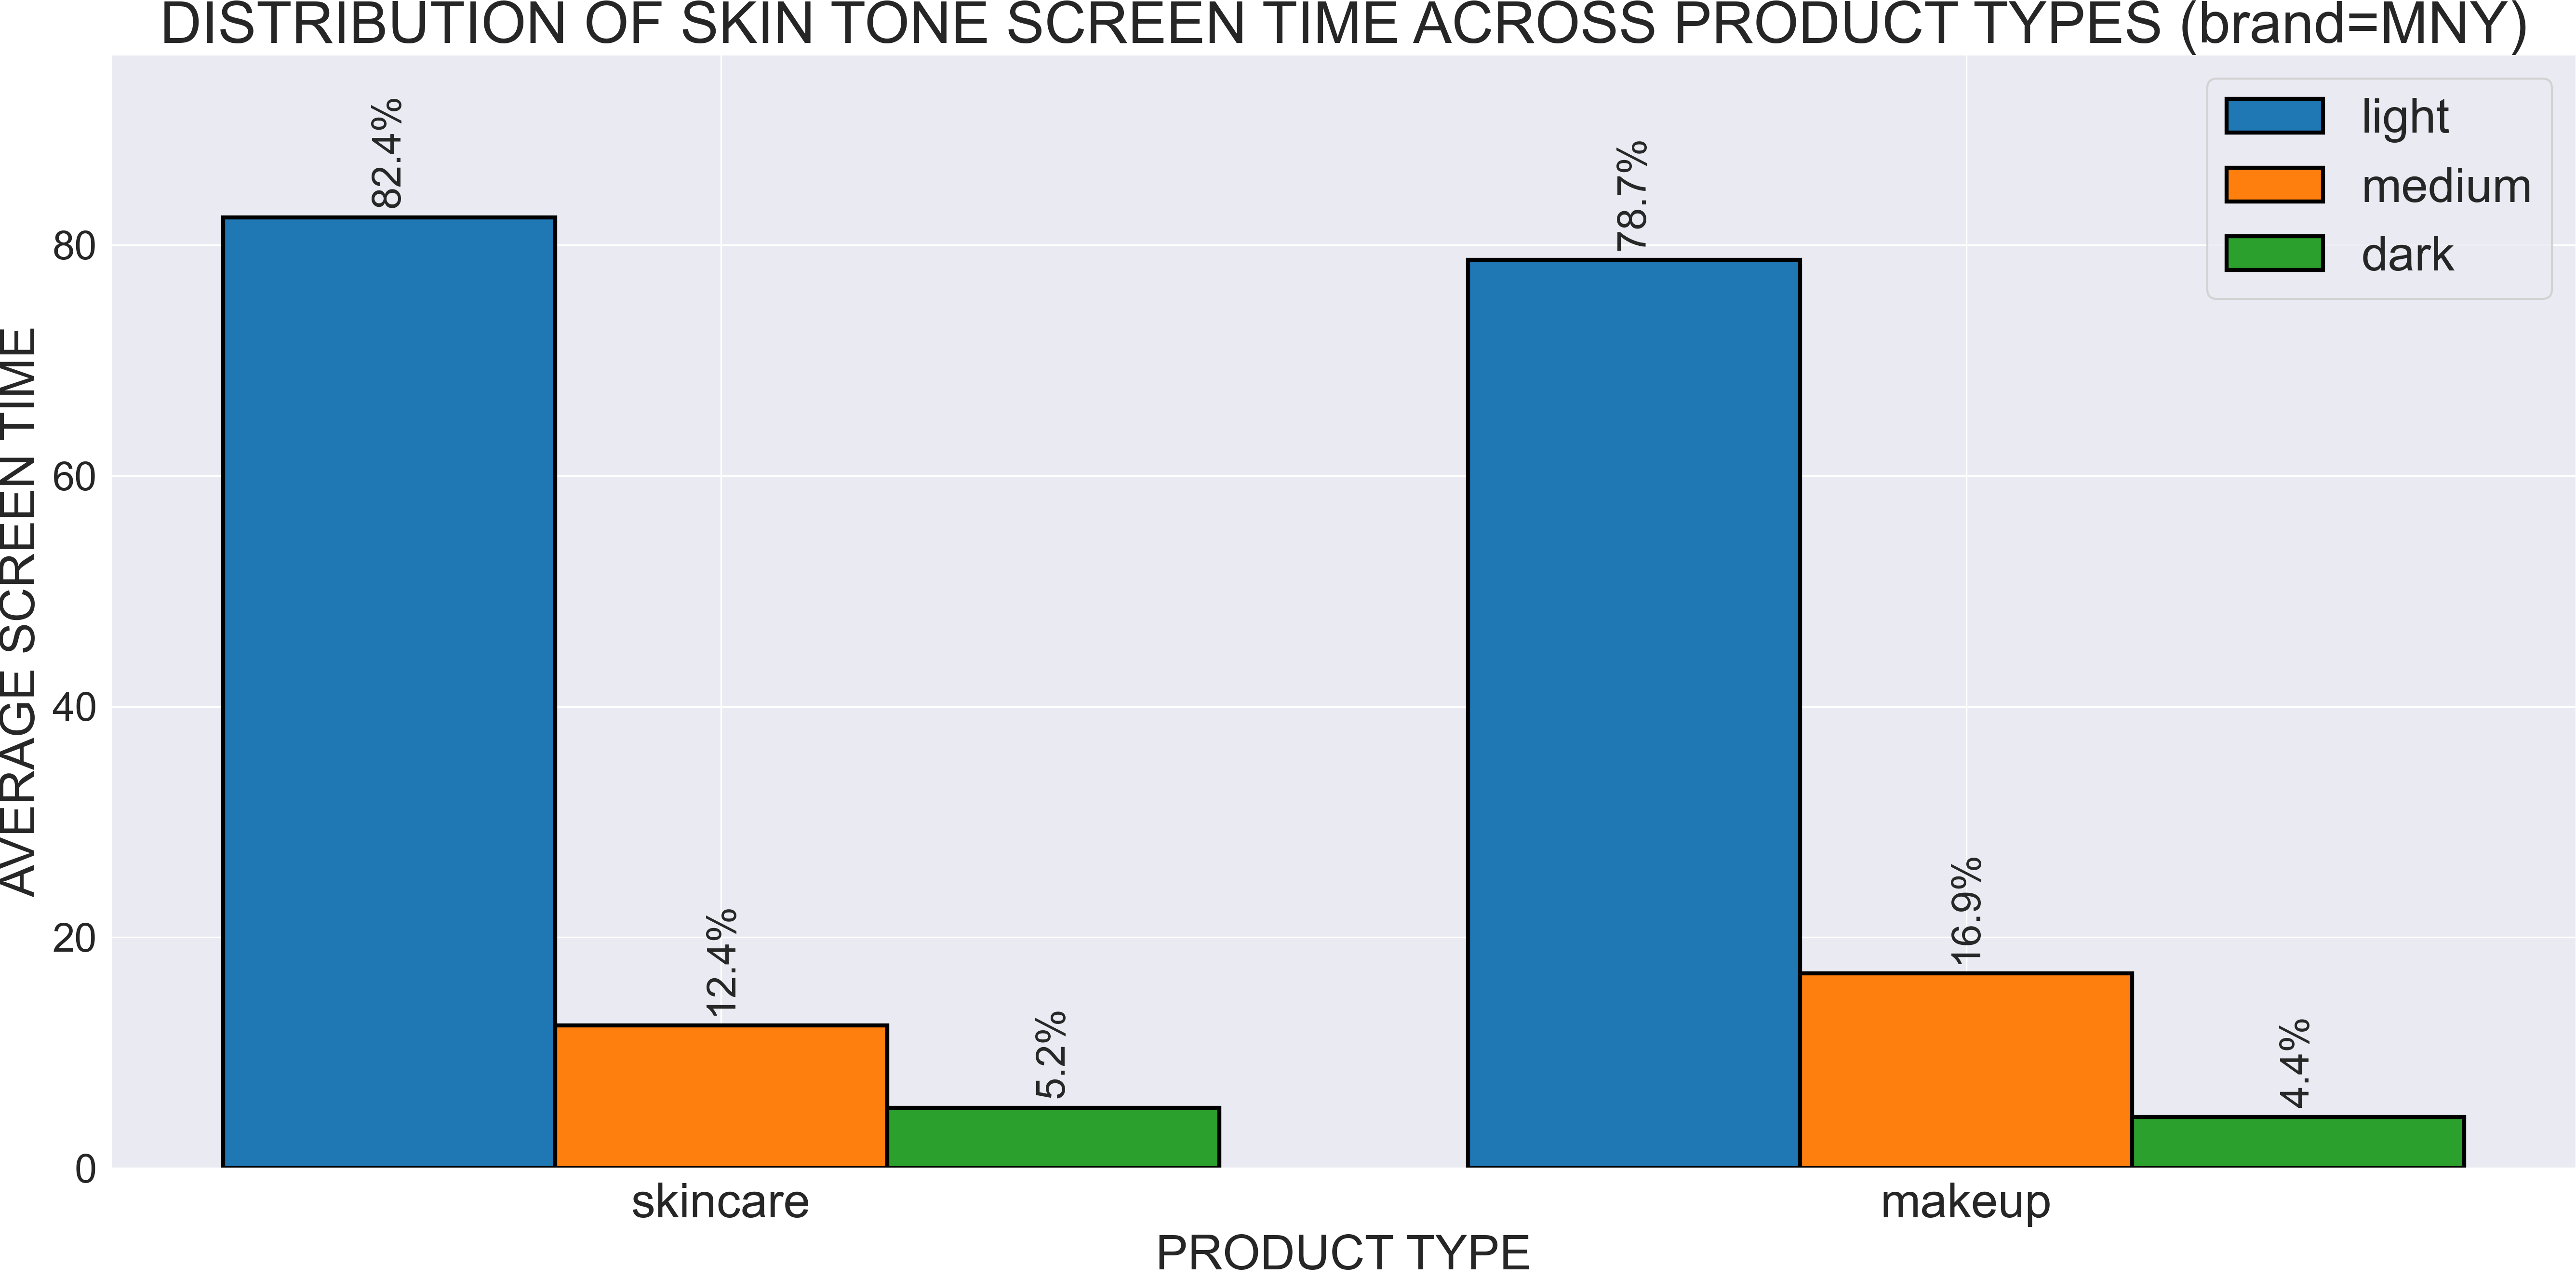 DISTRIBUTION OF SKIN TONE SCREEN TIME ACROSS PRODUCT TYPES (brand=MNY)
light
medium
dark
AVERAGE SCREEN TIME
80
60
40
20
0
82.4%
12.4%
5.2%
78.7%
16.9%
4.4%
skincare
makeup
PRODUCT TYPE